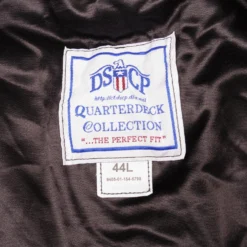 DSCP
QUARTERDECK
COLLECTION
"...THE PERFECT FIT"
44L